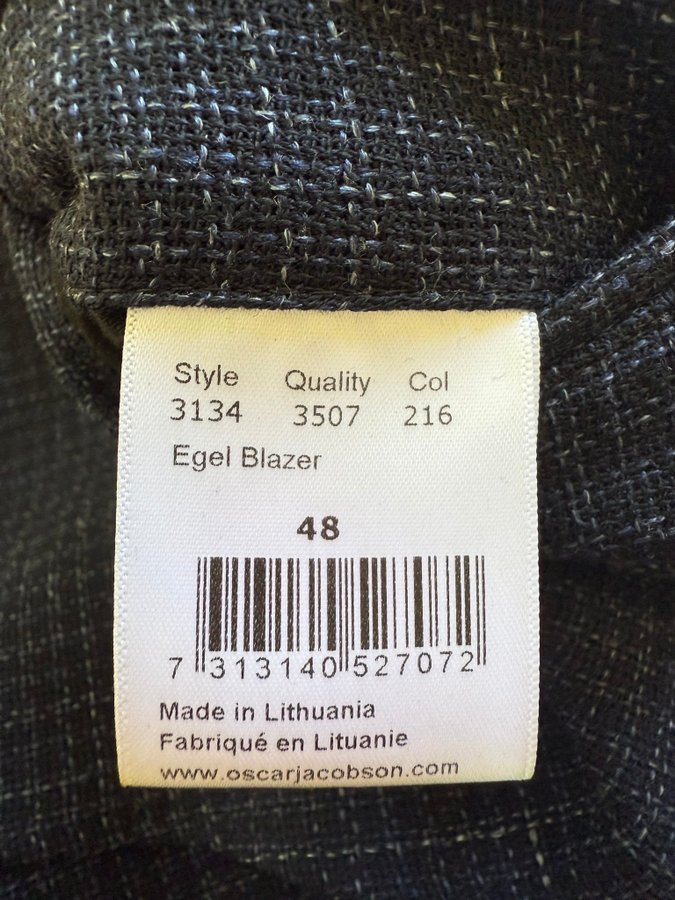 Style Quality Col
3134 3507 216
Egel Blazer
48
7 313140 527072
Made in Lithuania
Fabriqué en Lituanie
www.oscarjacobson.com